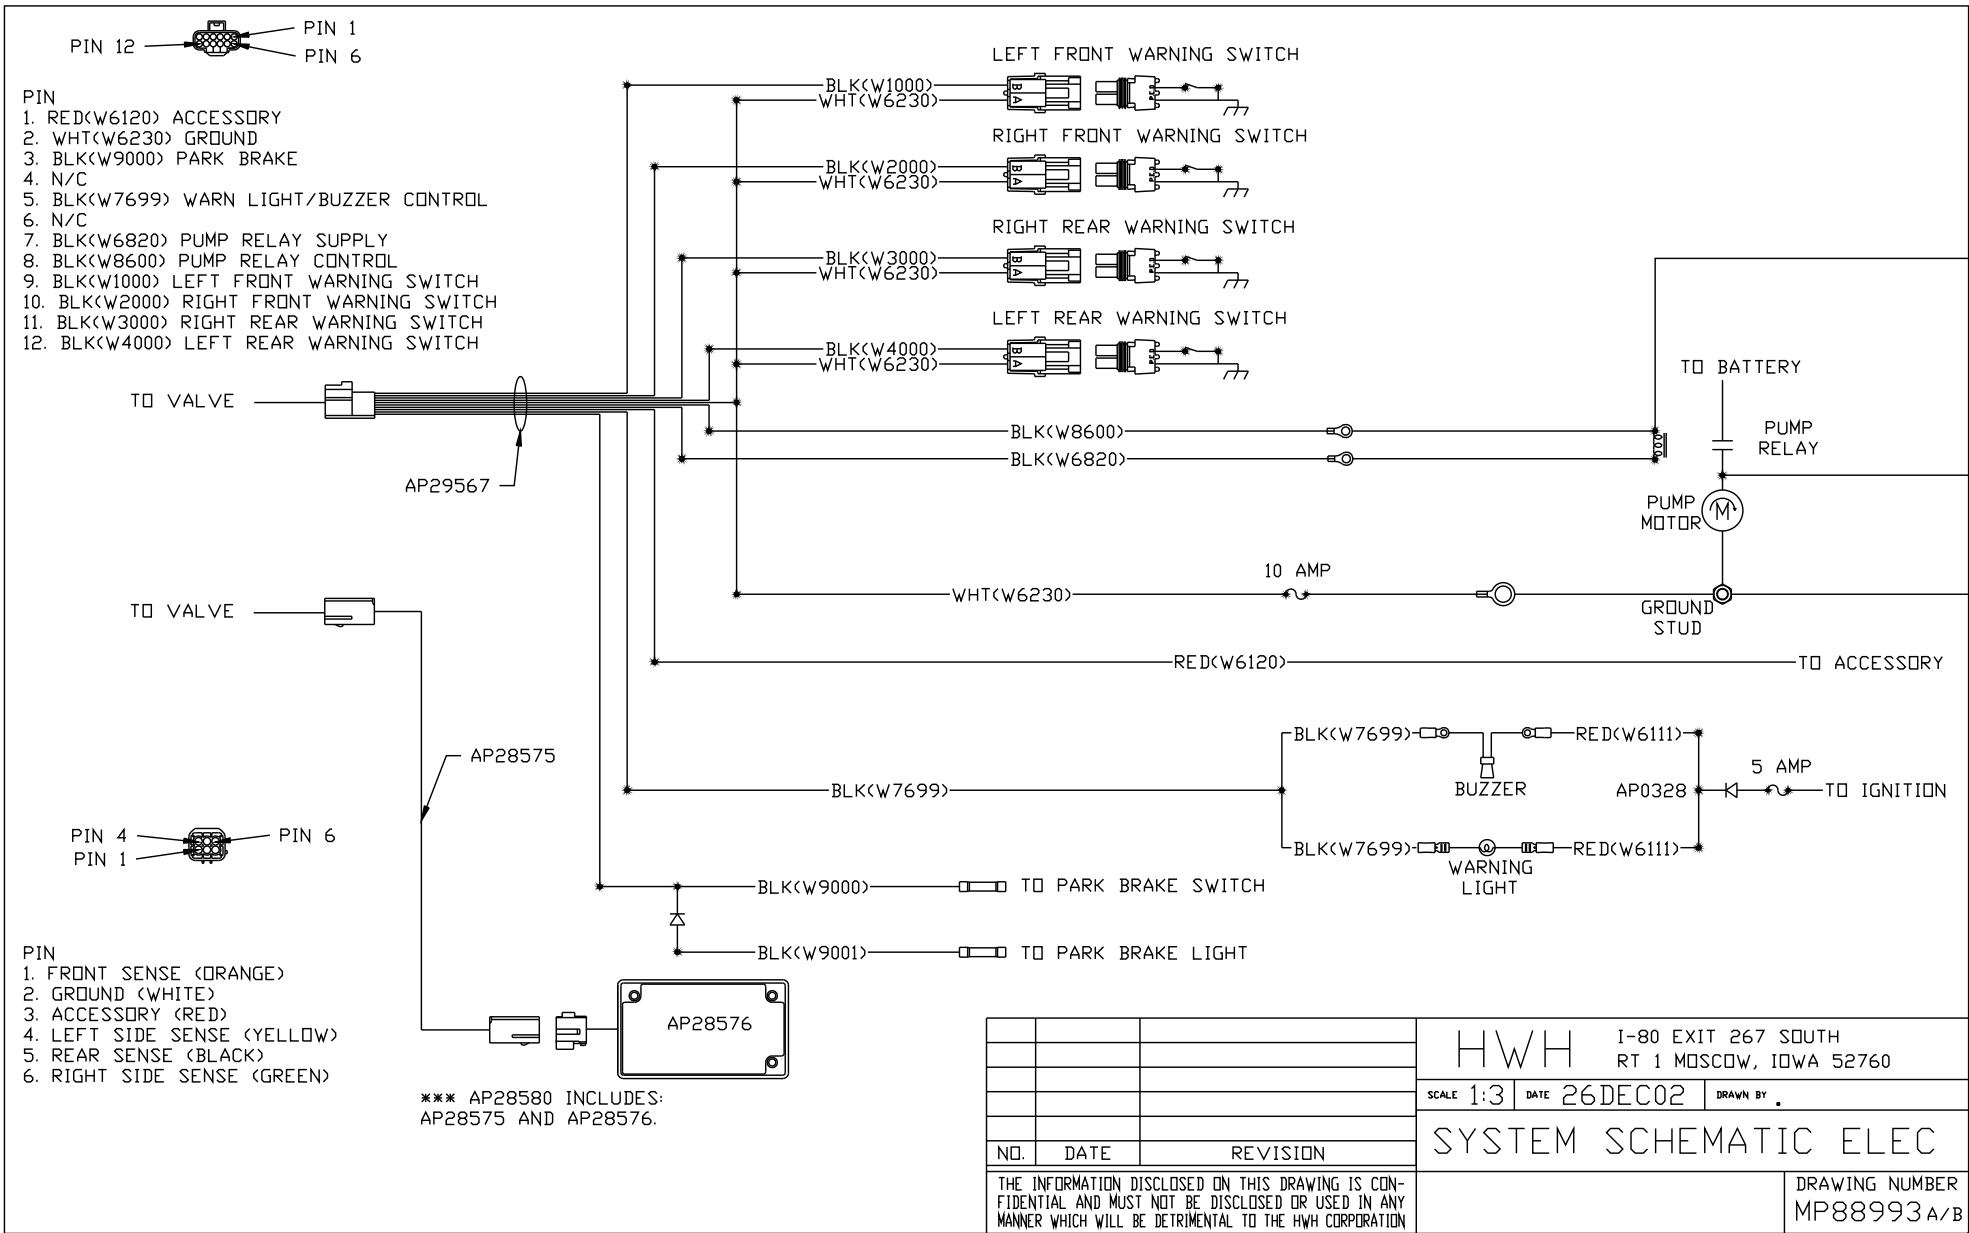 PIN 1
PIN 12
PIN 6
PIN
1. RED(W6120) ACCESSORY
2. WHT(W6230) GROUND
3. BLK(W9000) PARK BRAKE
4. N/C
5. BLK(W7699) WARN LIGHT/BUZZER CONTROL
6. N/C
7. BLK(W6820) PUMP RELAY SUPPLY
8. BLK(W8600) PUMP RELAY CONTROL
9. BLK(W1000) LEFT FRONT WARNING SWITCH
10. BLK(W2000) RIGHT FRONT WARNING SWITCH
11. BLK(W3000) RIGHT REAR WARNING SWITCH
12. BLK(W4000) LEFT REAR WARNING SWITCH
TO VALVE
AP29567
LEFT FRONT WARNING SWITCH
BLK(W1000)
WHT(W6230)
B
A
RIGHT FRONT WARNING SWITCH
BLK(W2000)
WHT(W6230)
B
A
RIGHT REAR WARNING SWITCH
BLK(W3000)
WHT(W6230)
B
A
LEFT REAR WARNING SWITCH
BLK(W4000)
WHT(W6230)
B
A
BLK(W8600)
BLK(W6820)
TO BATTERY
PUMP
RELAY
PUMP
MOTOR
M
10 AMP
WHT(W6230)
GROUND
STUD
RED(W6120)
TO ACCESSORY
TO VALVE
AP28575
BLK(W7699)
BLK(W7699)
RED(W6111)
BUZZER
AP0328
5 AMP
TO IGNITION
BLK(W7699)
RED(W6111)
WARNING
LIGHT
PIN 4
PIN 6
PIN 1
BLK(W9000)
TO PARK BRAKE SWITCH
BLK(W9001)
TO PARK BRAKE LIGHT
PIN
1. FRONT SENSE (ORANGE)
2. GROUND (WHITE)
3. ACCESSORY (RED)
4. LEFT SIDE SENSE (YELLOW)
5. REAR SENSE (BLACK)
6. RIGHT SIDE SENSE (GREEN)
AP28576
*** AP28580 INCLUDES:
AP28575 AND AP28576.
NO. DATE REVISION
THE INFORMATION DISCLOSED ON THIS DRAWING IS CON-
FIDENTIAL AND MUST NOT BE DISCLOSED OR USED IN ANY
MANNER WHICH WILL BE DETRIMENTAL TO THE HWH CORPORATION
HWH
I-80 EXIT 267 SOUTH
RT 1 MOSCOW, IOWA 52760
SCALE 1:3 DATE 26DEC02 DRAWN BY .
SYSTEM SCHEMATIC ELEC
DRAWING NUMBER
MP88993 A/B